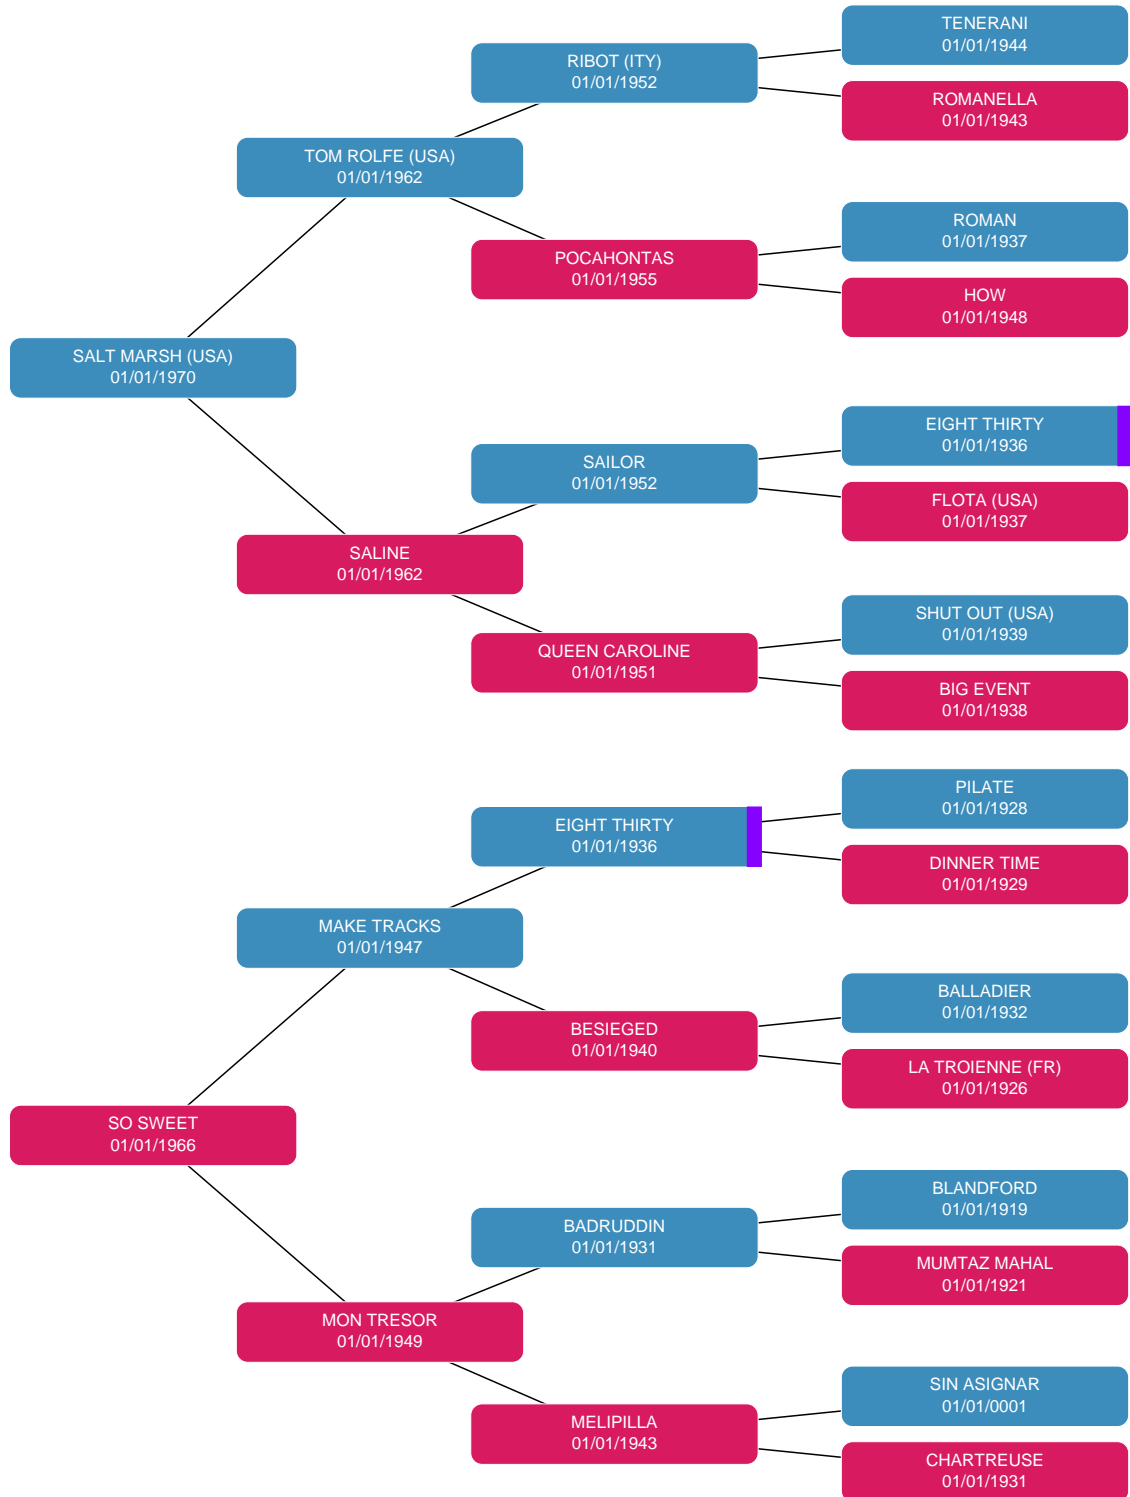 TENERANI
01/01/1944
RIBOT (ITY)
01/01/1952
ROMANELLA
01/01/1943
TOM ROLFE (USA)
01/01/1962
ROMAN
01/01/1937
POCAHONTAS
01/01/1955
HOW
01/01/1948
SALT MARSH (USA)
01/01/1970
EIGHT THIRTY
01/01/1936
SAILOR
01/01/1952
FLOTA (USA)
01/01/1937
SALINE
01/01/1962
SHUT OUT (USA)
01/01/1939
QUEEN CAROLINE
01/01/1951
BIG EVENT
01/01/1938
PILATE
01/01/1928
EIGHT THIRTY
01/01/1936
DINNER TIME
01/01/1929
MAKE TRACKS
01/01/1947
BALLADIER
01/01/1932
BESIEGED
01/01/1940
LA TROIENNE (FR)
01/01/1926
SO SWEET
01/01/1966
BLANDFORD
01/01/1919
BADRUDDIN
01/01/1931
MUMTAZ MAHAL
01/01/1921
MON TRESOR
01/01/1949
SIN ASIGNAR
01/01/0001
MELIPILLA
01/01/1943
CHARTREUSE
01/01/1931